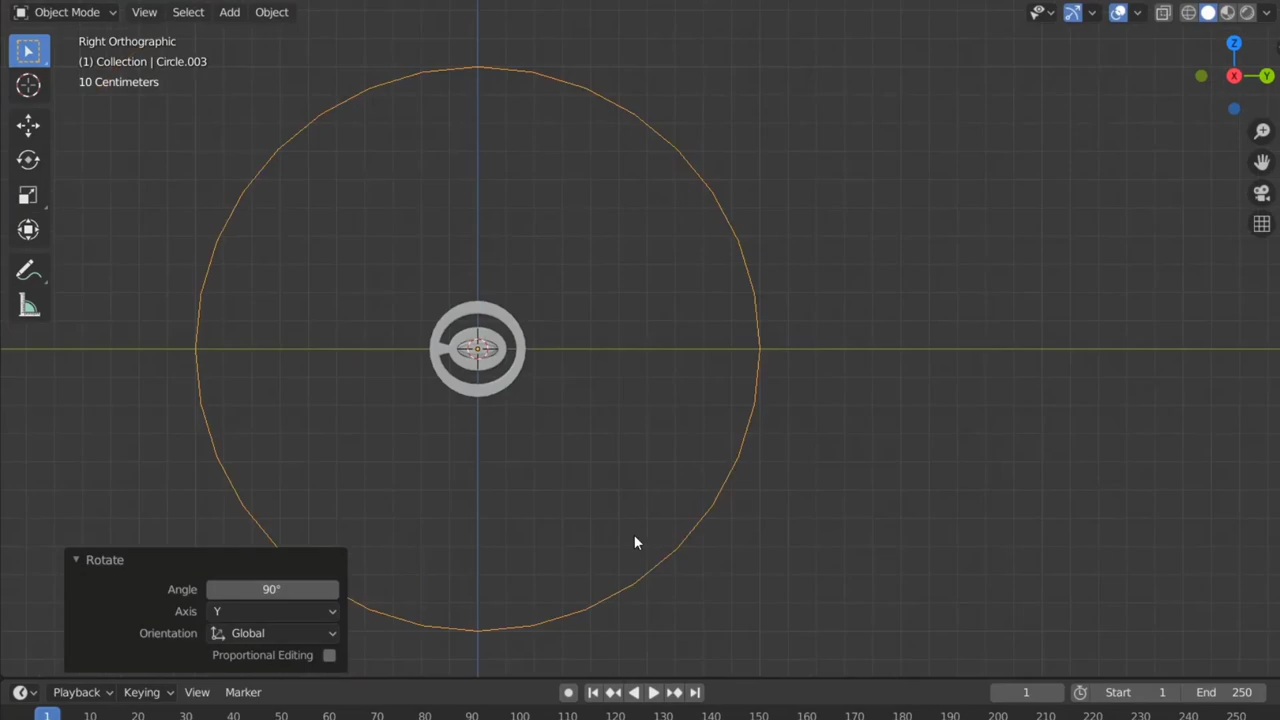 Object Mode View Select Add Object
Right Orthographic
(1) Collection | Circle.003
10 Centimeters
Z
X Y
Rotate
Angle 90°
Axis Y
Orientation Global
Proportional Editing
Playback Keying View Marker 1 Start 1 End 250
1 10 20 30 40 50 60 70 80 90 100 110 120 130 140 150 160 170 180 190 200 210 220 230 240 250